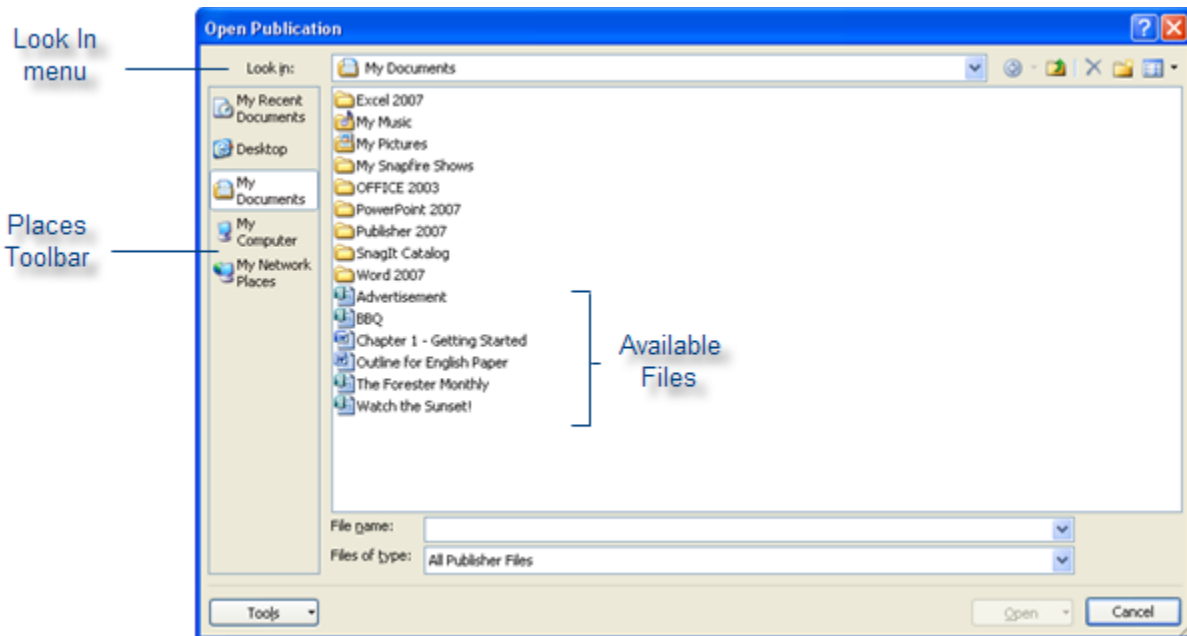 Open Publication
Look In
menu
Look in:
My Documents
My Recent
Documents
Desktop
My
Documents
My
Computer
My Network
Places
Places
Toolbar
Excel 2007
My Music
My Pictures
My Snapfire Shows
OFFICE 2003
PowerPoint 2007
Publisher 2007
SnagIt Catalog
Word 2007
Advertisement
BBQ
Chapter 1 - Getting Started
Outline for English Paper
The Forester Monthly
Watch the Sunset!
Available
Files
File name:
Files of type:
All Publisher Files
Tools
Open
Cancel